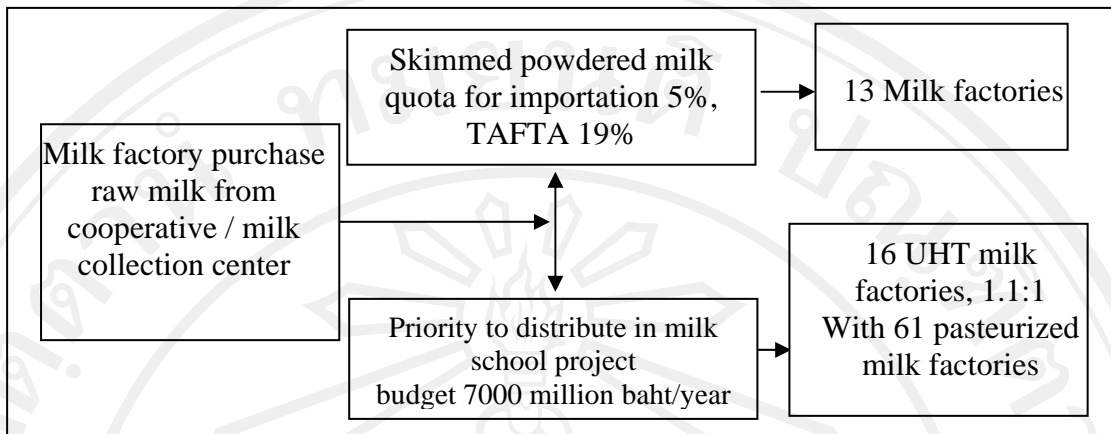 Skimmed powdered milk
quota for importation 5%,
TAFTA 19%
13 Milk factories
Milk factory purchase
raw milk from
cooperative / milk
collection center
16 UHT milk
factories, 1.1:1
With 61 pasteurized
milk factories
Priority to distribute in milk
school project
budget 7000 million baht/year